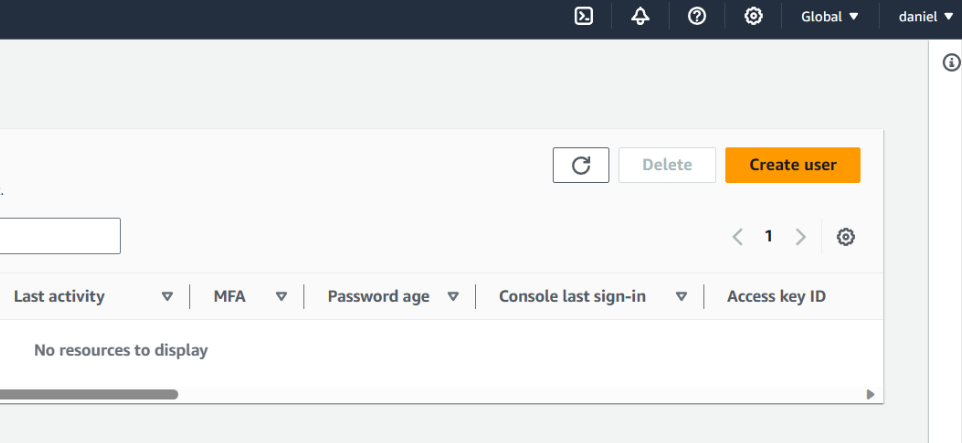 Global daniel
Delete Create user
.
1
Last activity MFA Password age Console last sign-in Access key ID
No resources to display